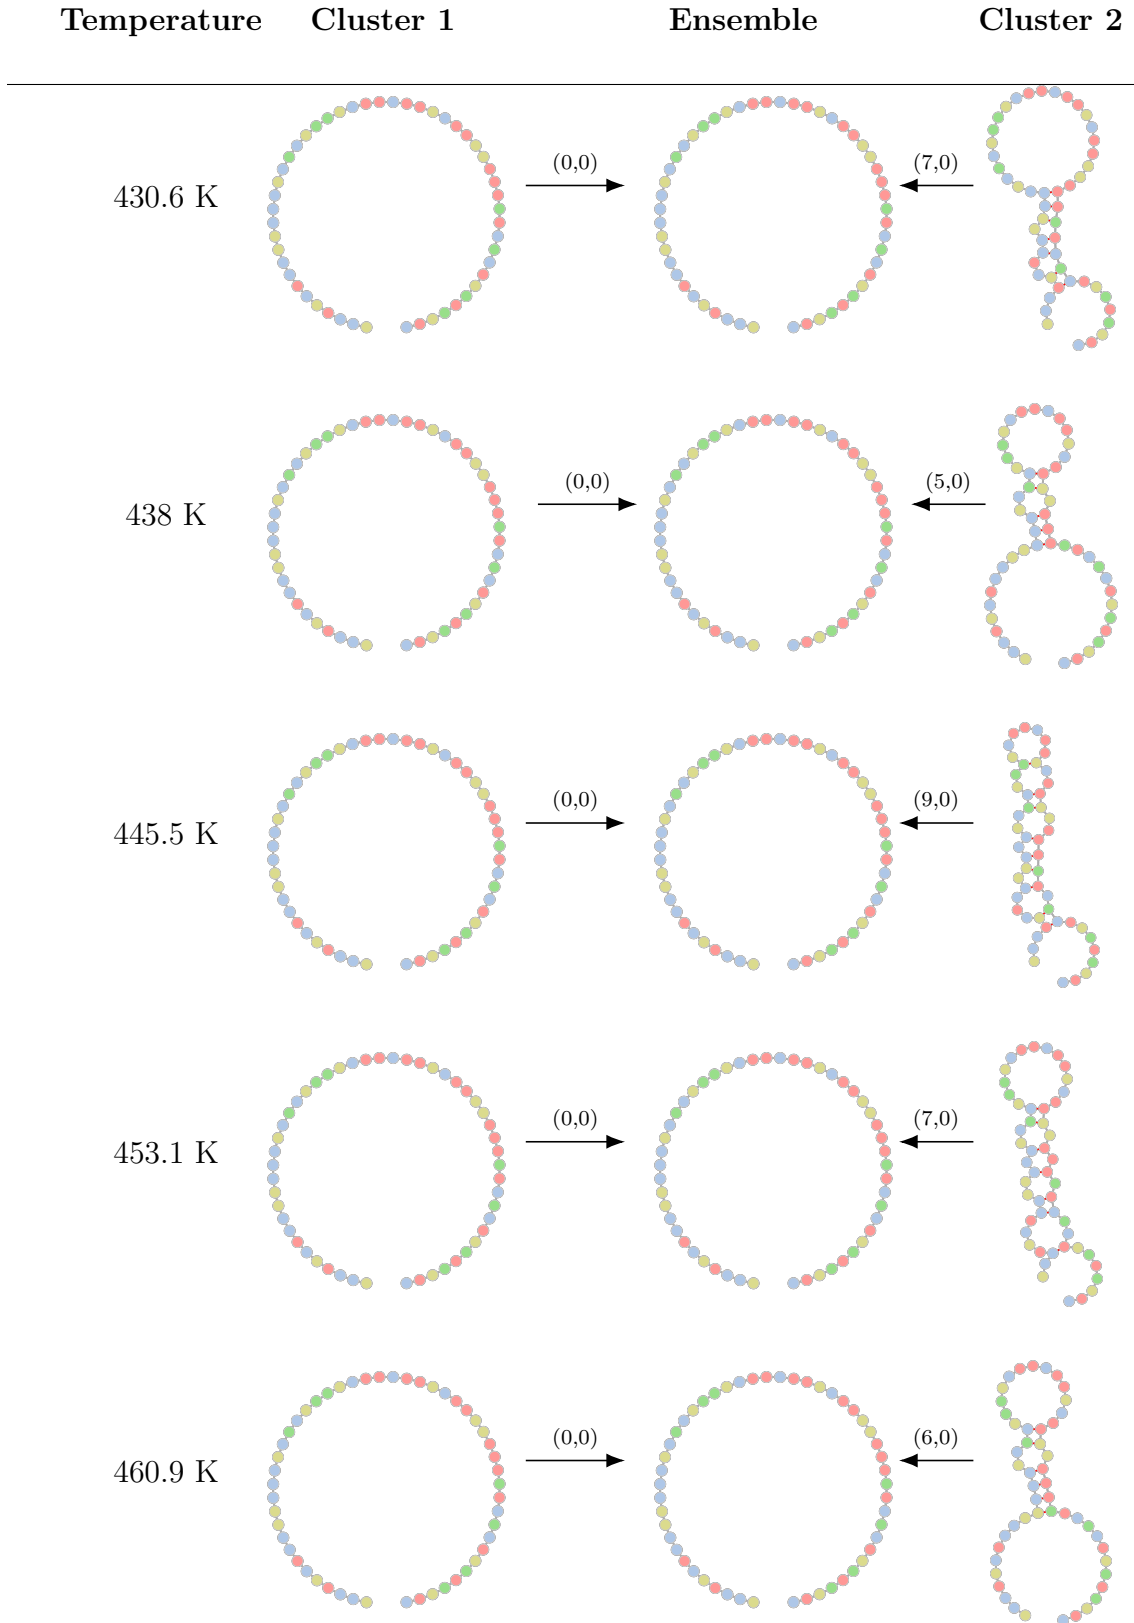 Temperature Cluster 1 Ensemble Cluster 2
430.6 K (0,0) (7,0)
438 K (0,0) (5,0)
445.5 K (0,0) (9,0)
453.1 K (0,0) (7,0)
460.9 K (0,0) (6,0)